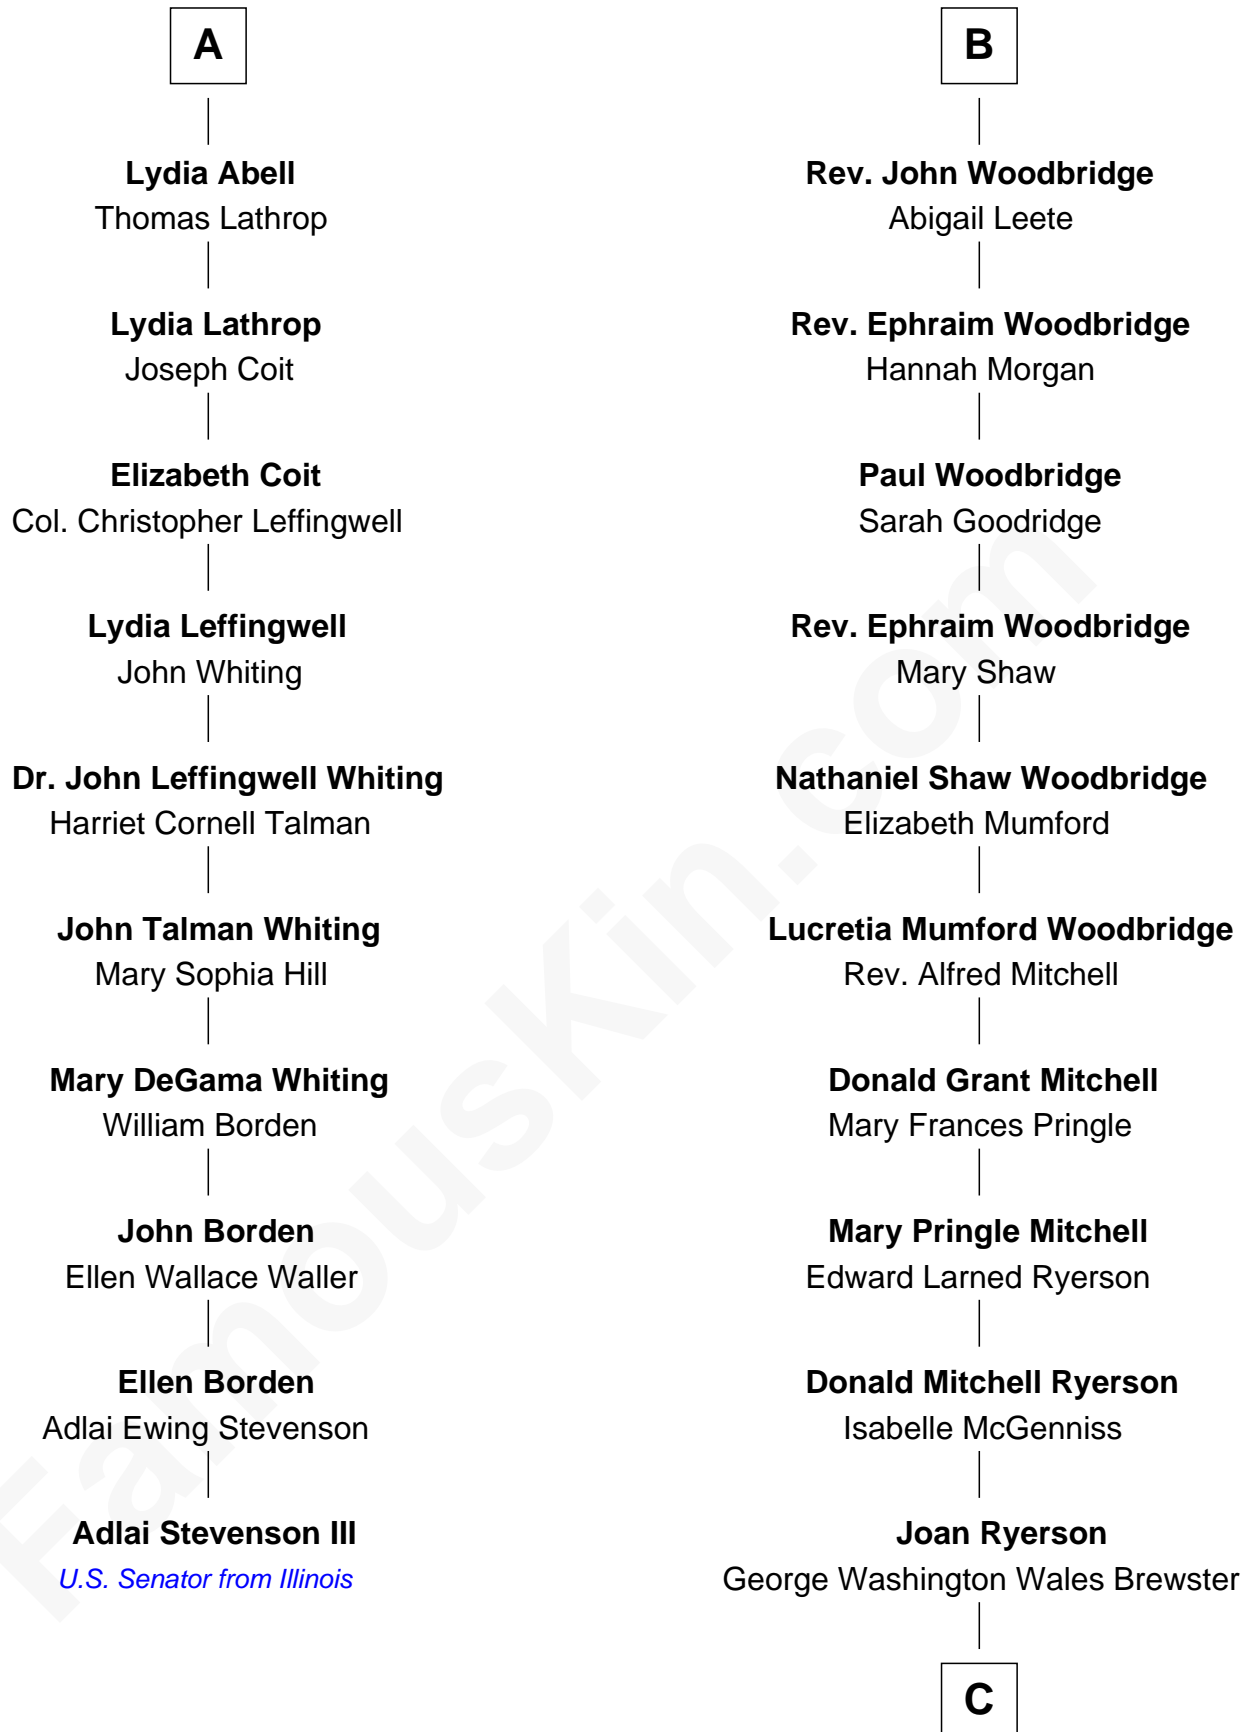 A
Lydia Abell
Thomas Lathrop
Lydia Lathrop
Joseph Coit
Elizabeth Coit
Col. Christopher Leffingwell
Lydia Leffingwell
John Whiting
Dr. John Leffingwell Whiting
Harriet Cornell Talman
John Talman Whiting
Mary Sophia Hill
Mary DeGama Whiting
William Borden
John Borden
Ellen Wallace Waller
Ellen Borden
Adlai Ewing Stevenson
Adlai Stevenson III
U.S. Senator from Illinois
B
Rev. John Woodbridge
Abigail Leete
Rev. Ephraim Woodbridge
Hannah Morgan
Paul Woodbridge
Sarah Goodridge
Rev. Ephraim Woodbridge
Mary Shaw
Nathaniel Shaw Woodbridge
Elizabeth Mumford
Lucretia Mumford Woodbridge
Rev. Alfred Mitchell
Donald Grant Mitchell
Mary Frances Pringle
Mary Pringle Mitchell
Edward Larned Ryerson
Donald Mitchell Ryerson
Isabelle McGenniss
Joan Ryerson
George Washington Wales Brewster
C
FamousKin.com